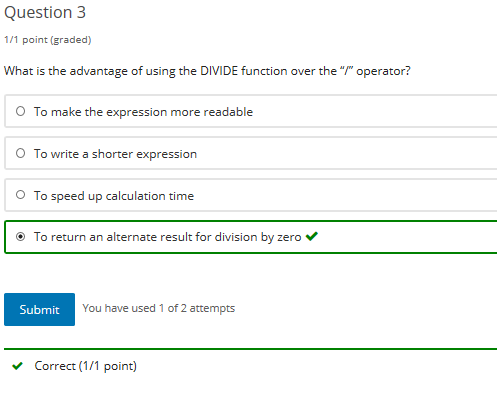 Question 3
1/1 point (graded)
What is the advantage of using the DIVIDE function over the “/” operator?
To make the expression more readable
To write a shorter expression
To speed up calculation time
To return an alternate result for division by zero
Submit
You have used 1 of 2 attempts
Correct (1/1 point)